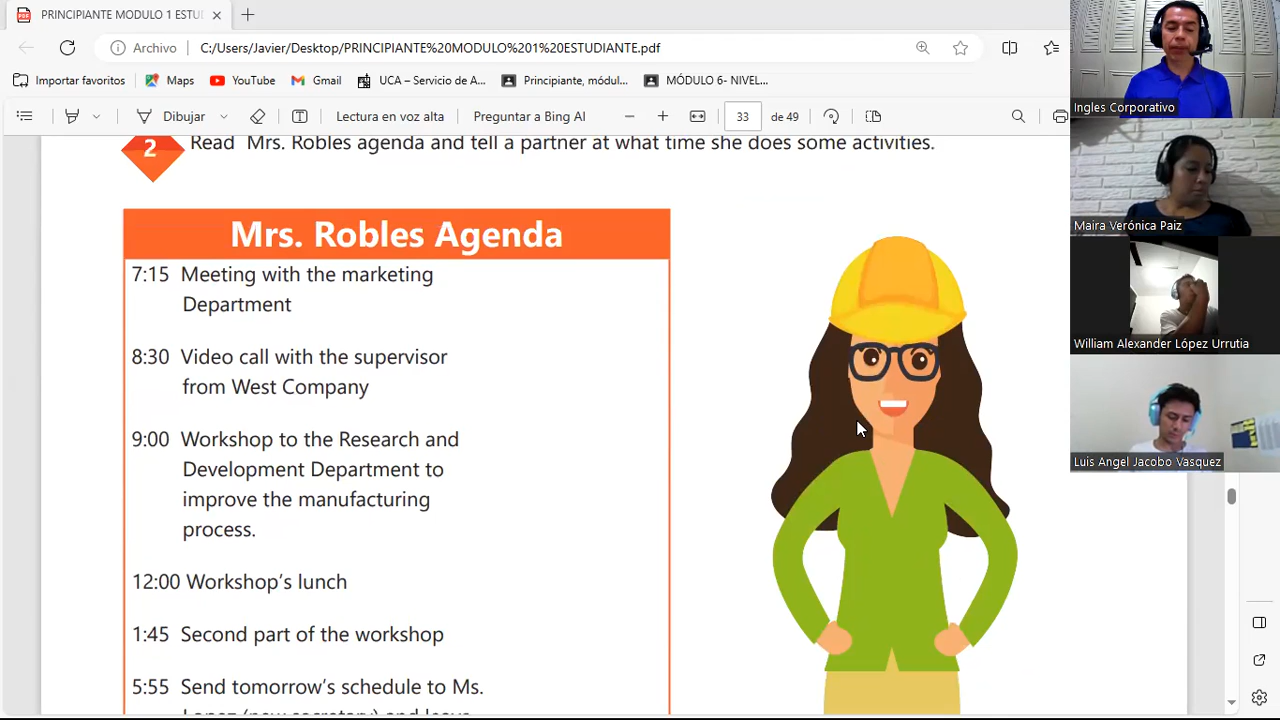 PRINCIPIANTE MODULO 1 ESTU
Archivo C:/Users/Javier/Desktop/PRINCIPIANTE%20MODULO%201%20ESTUDIANTE.pdf
Importar favoritos Maps YouTube Gmail UCA – Servicio de A... Principiante, módul... MÓDULO 6- NIVEL...
Dibujar Lectura en voz alta Preguntar a Bing AI 33 de 49
2 Read Mrs. Robles agenda and tell a partner at what time she does some activities.
Mrs. Robles Agenda
7:15 Meeting with the marketing
Department
8:30 Video call with the supervisor
from West Company
9:00 Workshop to the Research and
Development Department to
improve the manufacturing
process.
12:00 Workshop's lunch
1:45 Second part of the workshop
5:55 Send tomorrow's schedule to Ms.
Lopez (new secretary) and leave
Ingles Corporativo
Maira Verónica Paiz
William Alexander López Urrutia
Luis Angel Jacobo Vasquez